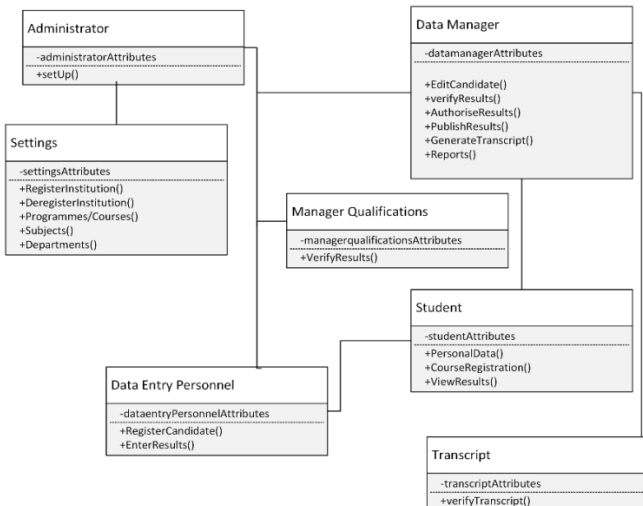 Administrator
-administratorAttributes
+setUp()
Data Manager
-datamanagerAttributes
+EditCandidate()
+verifyResults()
+AuthoriseResults()
+PublishResults()
+GenerateTranscript()
+Reports()
Settings
-settingsAttributes
+RegisterInstitution()
+DeregisterInstitution()
+Programmes/Courses()
+Subjects()
+Departments()
Manager Qualifications
-managerqualificationsAttributes
+VerifyResults()
Student
-studentAttributes
+PersonalData()
+CourseRegistration()
+ViewResults()
Data Entry Personnel
-dataentryPersonnelAttributes
+RegisterCandidate()
+EnterResults()
Transcript
-transcriptAttributes
+verifyTranscript()